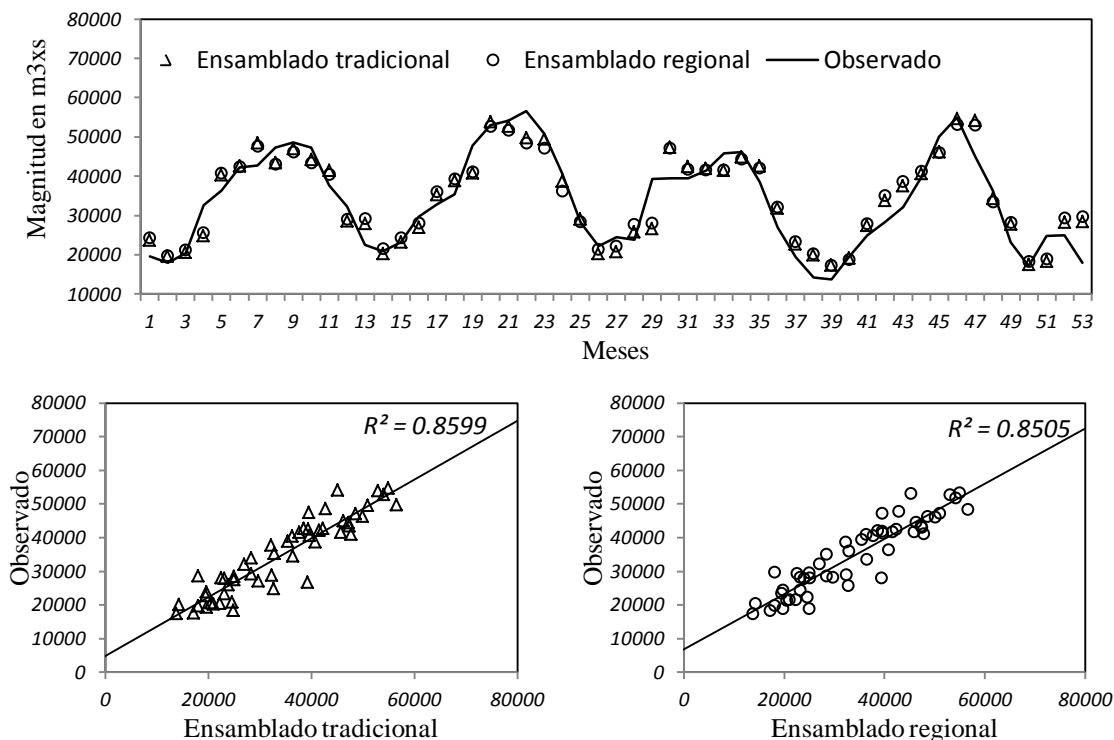 80000
70000
60000
50000
40000
30000
20000
10000
Magnitud en m3xs
Ensamblado tradicional Ensamblado regional Observado
1 3 5 7 9 11 13 15 17 19 21 23 25 27 29 31 33 35 37 39 41 43 45 47 49 51 53
Meses
80000
70000
60000
50000
40000
30000
20000
10000
0
Observado
R² = 0.8599
0 20000 40000 60000 80000
Ensamblado tradicional
80000
70000
60000
50000
40000
30000
20000
10000
0
Observado
R² = 0.8505
0 20000 40000 60000 80000
Ensamblado regional